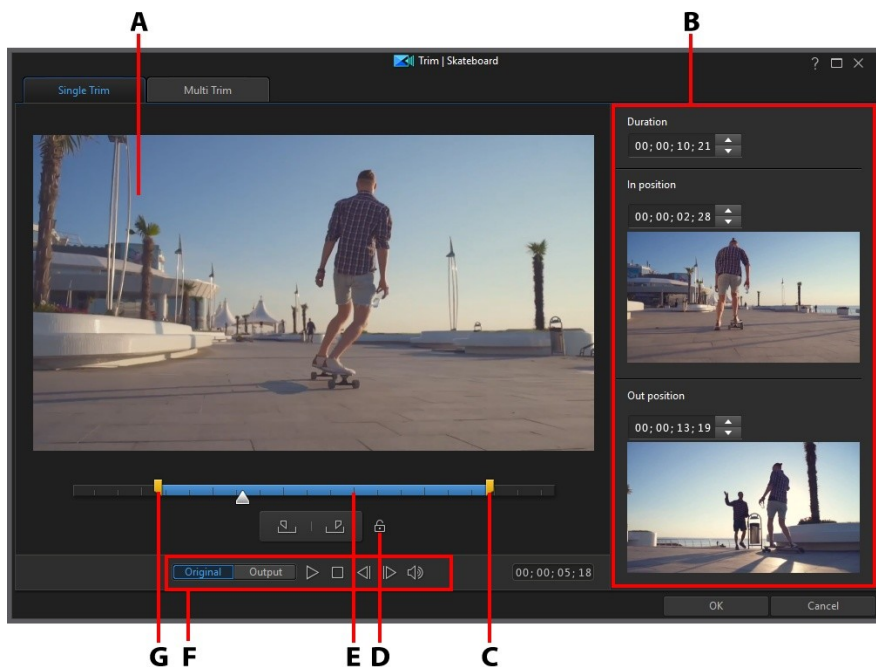 A
B
Trim | Skateboard
?
Single Trim
Multi Trim
Duration
00; 00; 10; 21
In position
00; 00; 02; 28
Out position
00; 00; 13; 19
Original
Output
00; 00; 05; 18
OK
Cancel
G F E D C